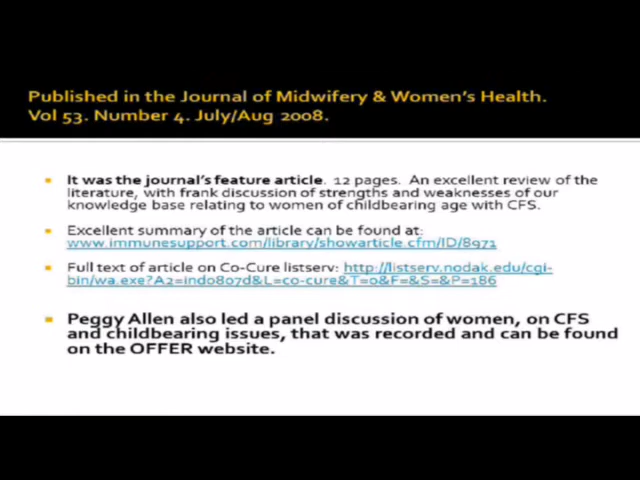 Published in the Journal of Midwifery & Women's Health.
Vol 53. Number 4. July/Aug 2008.
It was the journal's feature article. 12 pages. An excellent review of the
literature, with frank discussion of strengths and weaknesses of our
knowledge base relating to women of childbearing age with CFS.
Excellent summary of the article can be found at:
www.immunesupport.com/library/showarticle.cfm/ID/8971
Full text of article on Co-Cure listserv: http://listserv.nodak.edu/cgi-
bin/wa.exe?A2=ind0807d&L=co-cure&T=0&F=&S=&P=186
Peggy Allen also led a panel discussion of women, on CFS
and childbearing issues, that was recorded and can be found
on the OFFER website.